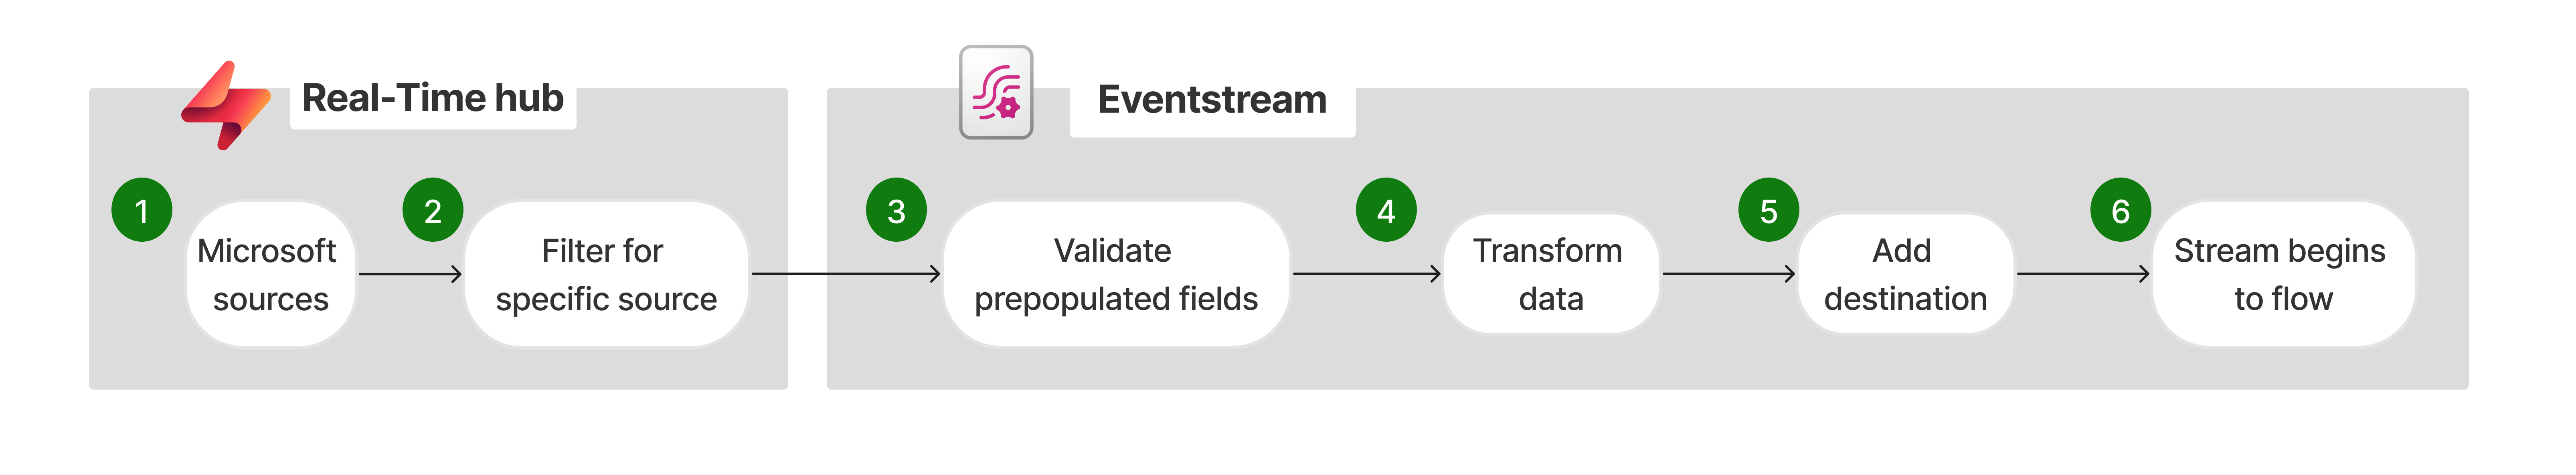 Real-Time hub
1
Microsoft
sources
2
Filter for
specific source
Eventstream
3
Validate
prepopulated fields
4
Transform
data
5
Add
destination
6
Stream begins
to flow